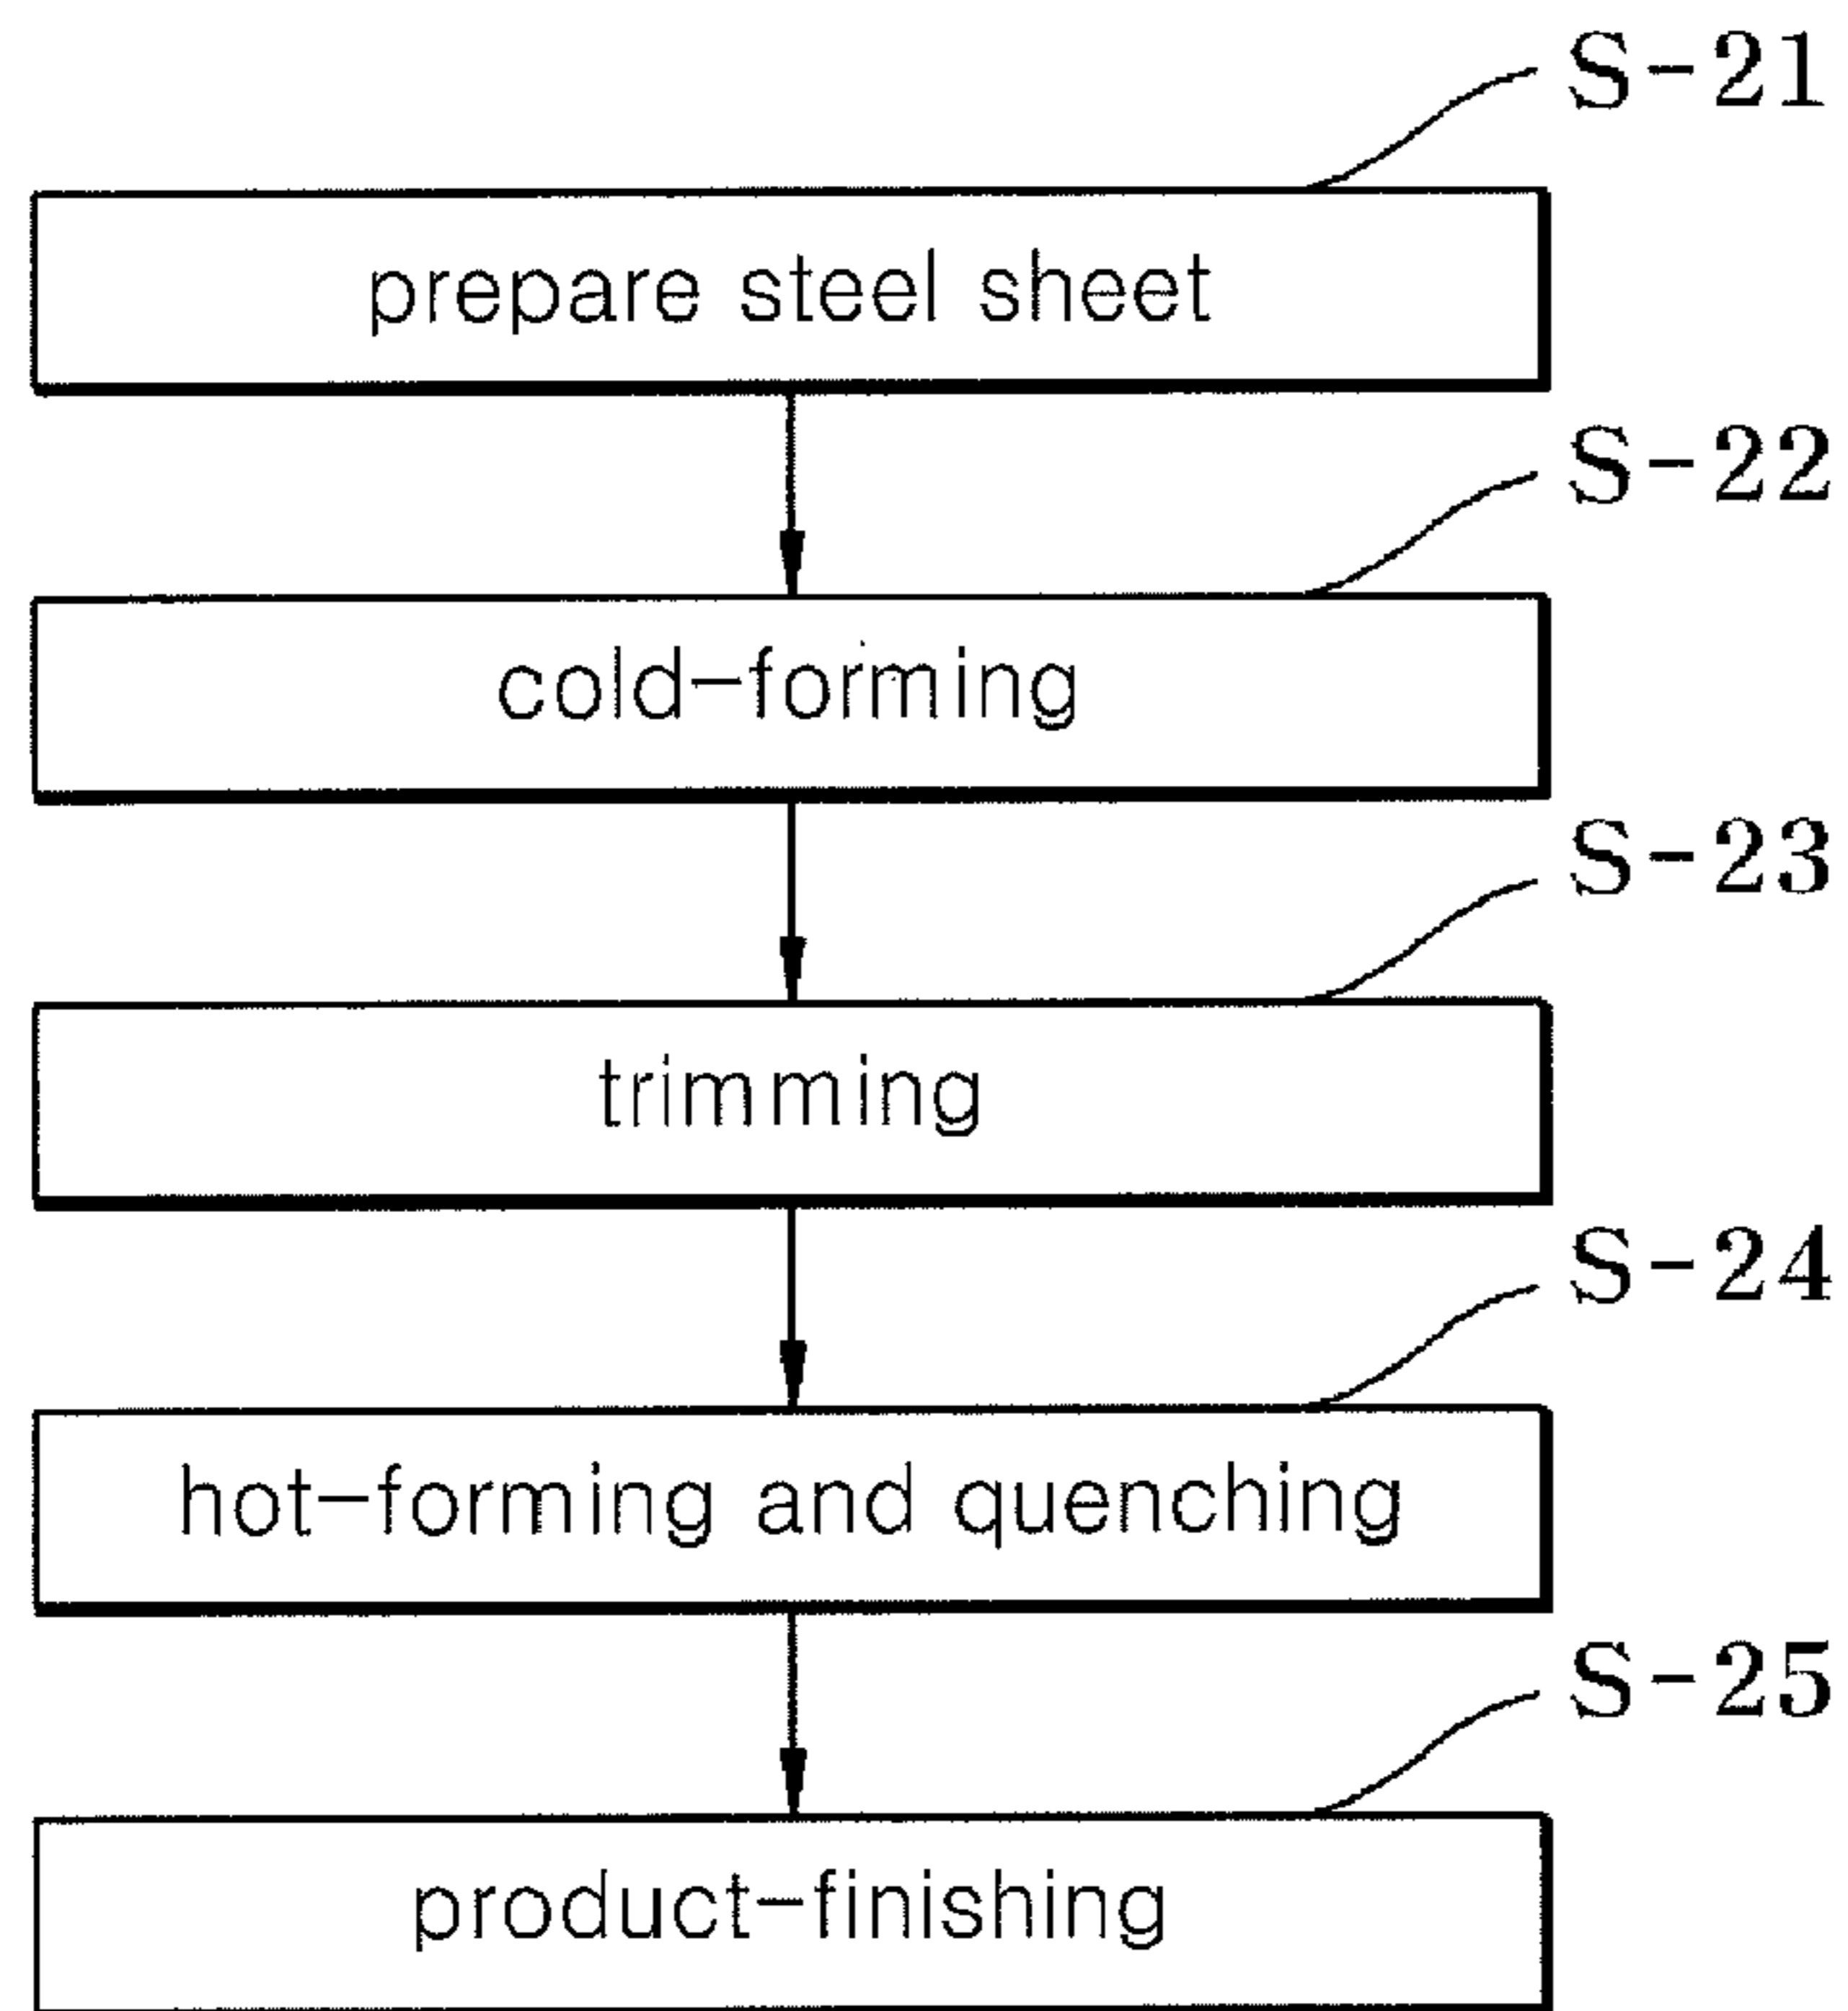 S-21
prepare steel sheet
S-22
cold-forming
S-23
trimming
S-24
hot-forming and quenching
S-25
product-finishing